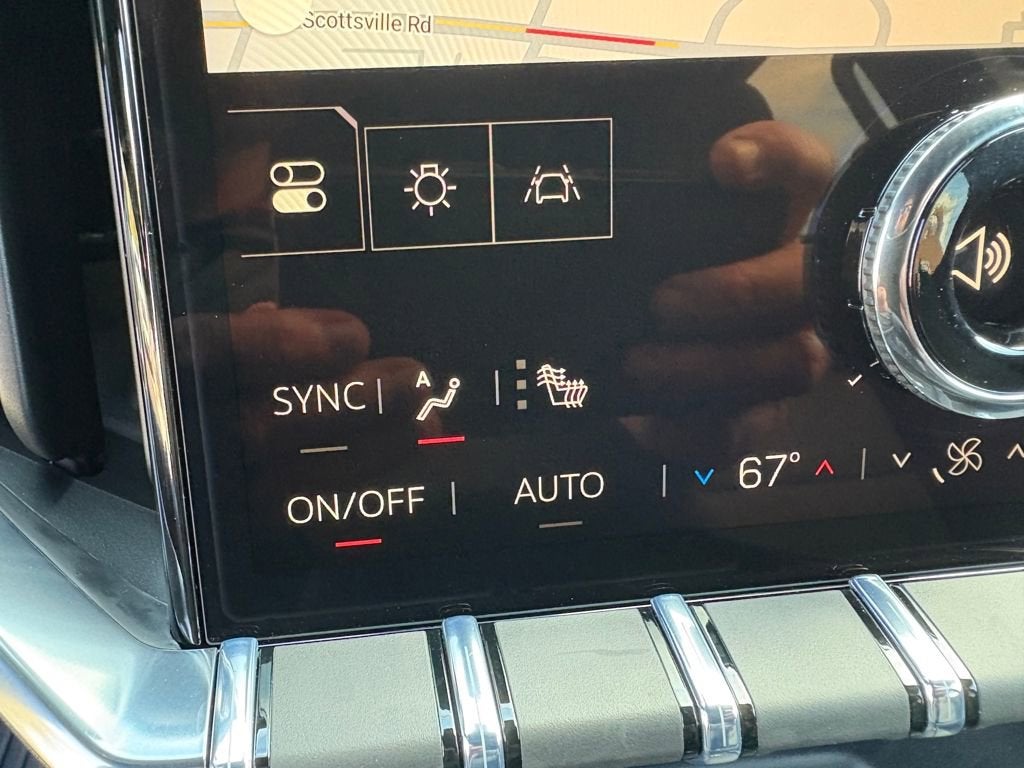 Scottsville Rd
SYNC
A
ON/OFF
AUTO
67°